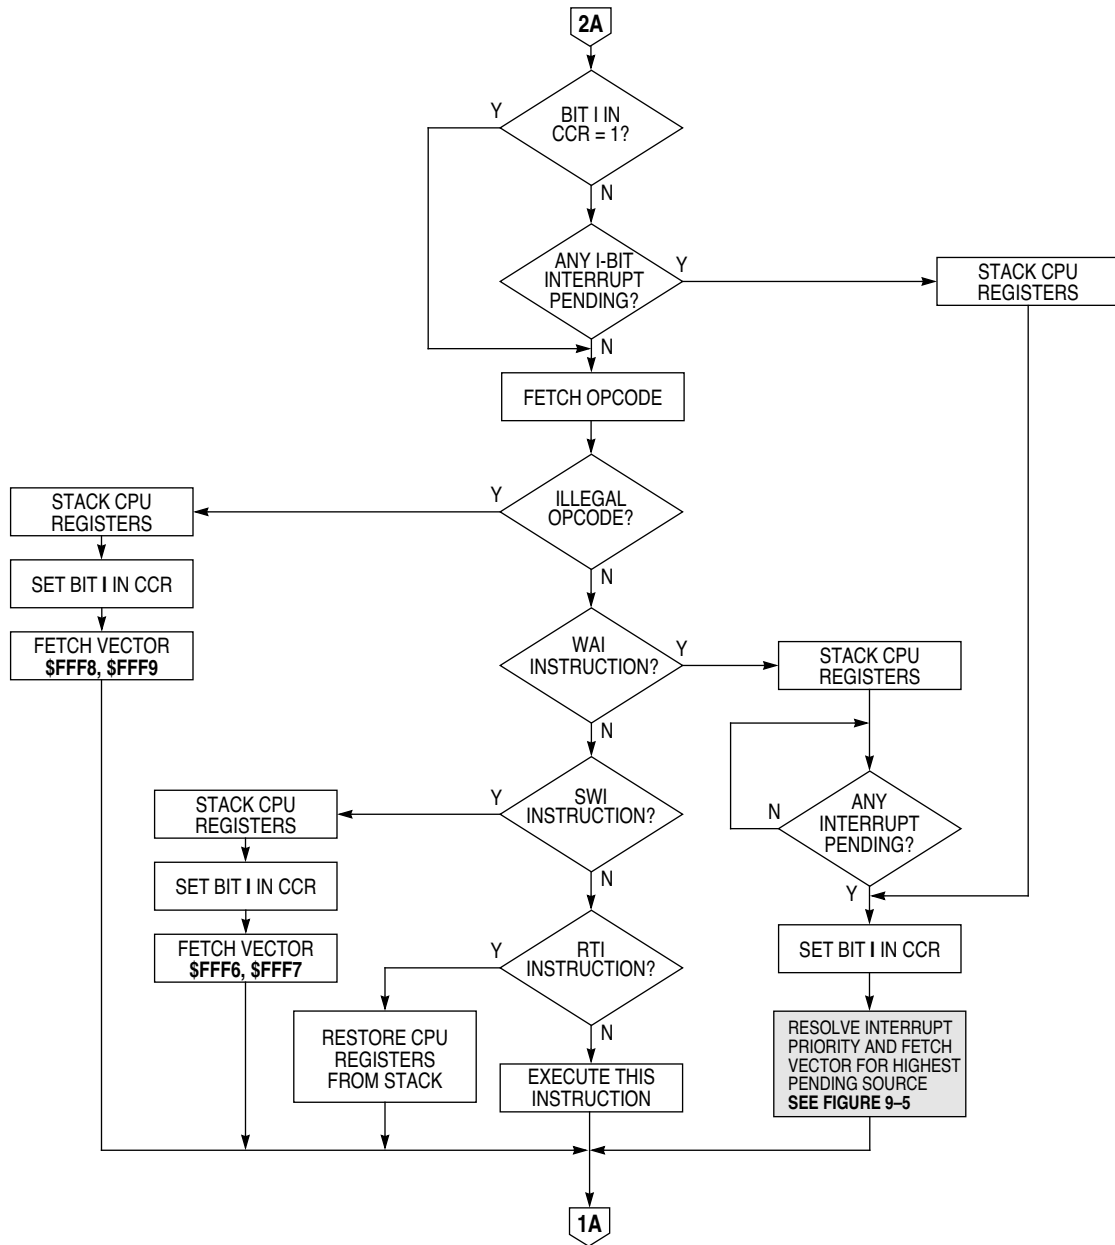 2A
Y
BIT I IN
CCR = 1?
N
ANY I-BIT
INTERRUPT
PENDING?
Y
STACK CPU
REGISTERS
N
FETCH OPCODE
STACK CPU
REGISTERS
Y
ILLEGAL
OPCODE?
N
SET BIT I IN CCR
FETCH VECTOR
$FFF8, $FFF9
WAI
INSTRUCTION?
Y
STACK CPU
REGISTERS
N
STACK CPU
REGISTERS
Y
SWI
INSTRUCTION?
N
ANY
INTERRUPT
PENDING?
SET BIT I IN CCR
N
Y
FETCH VECTOR
$FFF6, $FFF7
Y
RTI
INSTRUCTION?
SET BIT I IN CCR
N
RESTORE CPU
REGISTERS
FROM STACK
EXECUTE THIS
INSTRUCTION
RESOLVE INTERRUPT
PRIORITY AND FETCH
VECTOR FOR HIGHEST
PENDING SOURCE
SEE FIGURE 9–5
1A